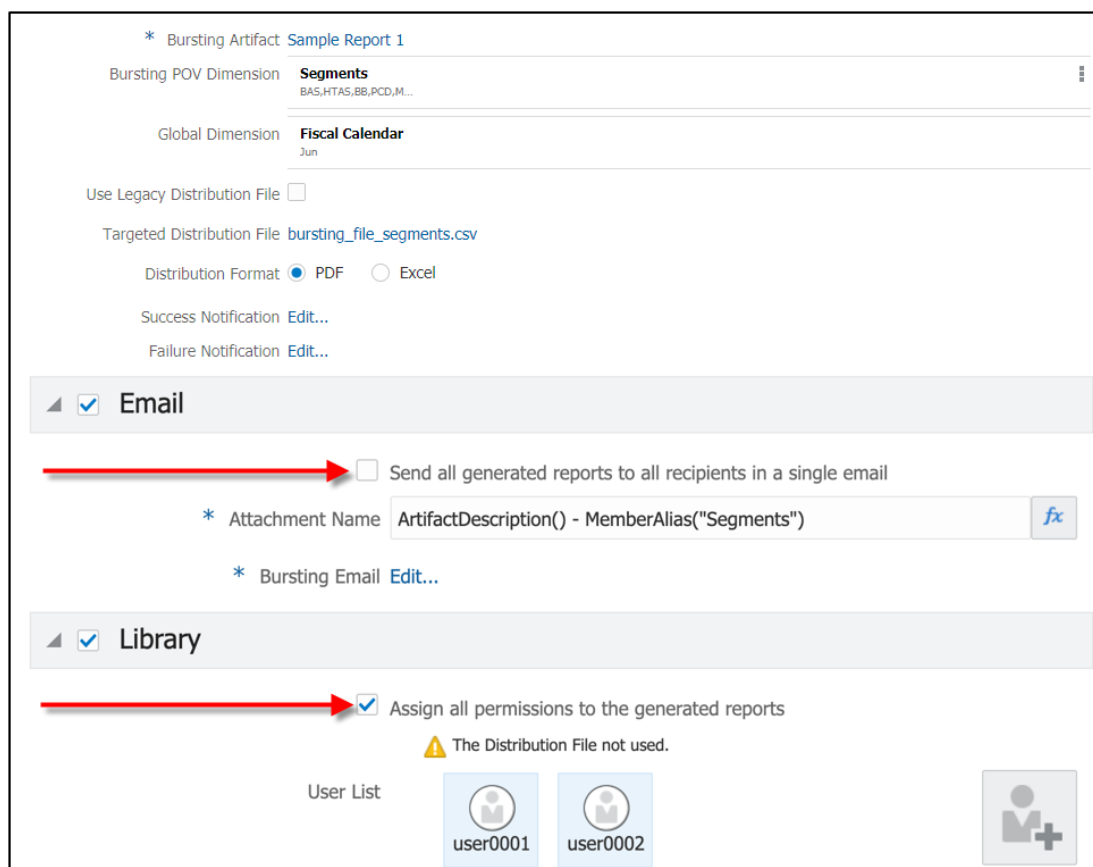 * Bursting Artifact Sample Report 1
Bursting POV Dimension Segments
BAS,HTAS,BB,PCD,M...
Global Dimension Fiscal Calendar
Jun
Use Legacy Distribution File
Targeted Distribution File bursting_file_segments.csv
Distribution Format PDF Excel
Success Notification Edit...
Failure Notification Edit...
Email
Send all generated reports to all recipients in a single email
* Attachment Name ArtifactDescription() - MemberAlias("Segments") fx
* Bursting Email Edit...
Library
Assign all permissions to the generated reports
The Distribution File not used.
User List
user0001 user0002